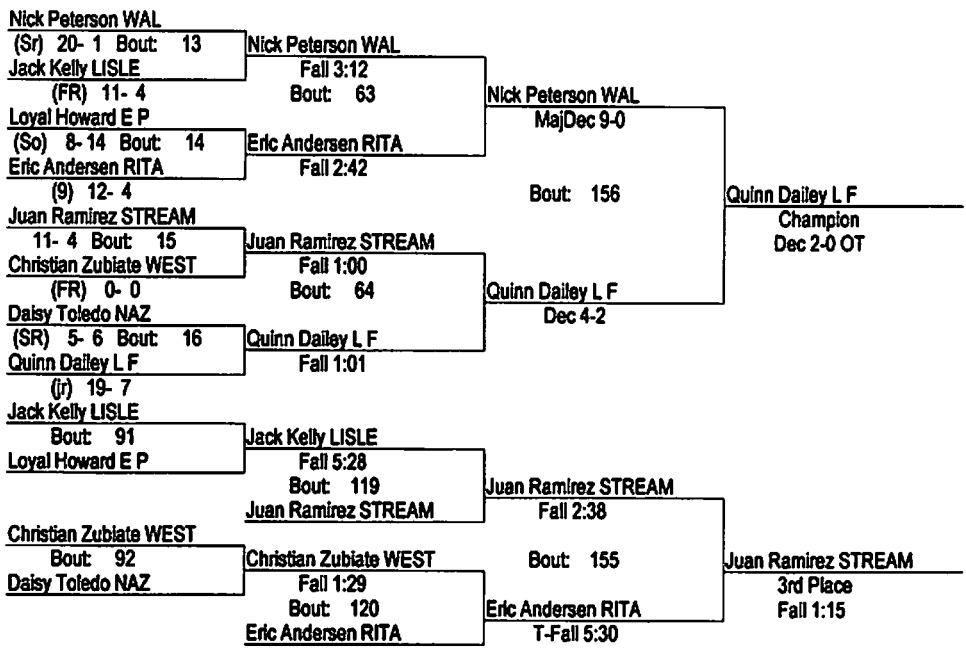 Nick Peterson WAL
(Sr) 20- 1 Bout: 13
Jack Kelly LISLE
(FR) 11- 4
Loyal Howard E P
(So) 8- 14 Bout: 14
Eric Andersen RITA
(9) 12- 4
Juan Ramirez STREAM
11- 4 Bout: 15
Christian Zubiate WEST
(FR) 0- 0
Daisy Toledo NAZ
(SR) 5- 6 Bout: 16
Quinn Dailey L F
(jr) 19- 7
Nick Peterson WAL
Fall 3:12
Bout: 63
Eric Andersen RITA
Fall 2:42
Juan Ramirez STREAM
Fall 1:00
Bout: 64
Quinn Dailey L F
Fall 1:01
Nick Peterson WAL
MajDec 9-0
Bout: 156
Quinn Dailey L F
Dec 4-2
Quinn Dailey L F
Champion
Dec 2-0 OT
Jack Kelly LISLE
Bout: 91
Loyal Howard E P
Christian Zubiate WEST
Bout: 92
Daisy Toledo NAZ
Jack Kelly LISLE
Fall 5:28
Bout: 119
Juan Ramirez STREAM
Christian Zubiate WEST
Fall 1:29
Bout: 120
Eric Andersen RITA
Juan Ramirez STREAM
Fall 2:38
Bout: 155
Eric Andersen RITA
T-Fall 5:30
Juan Ramirez STREAM
3rd Place
Fall 1:15